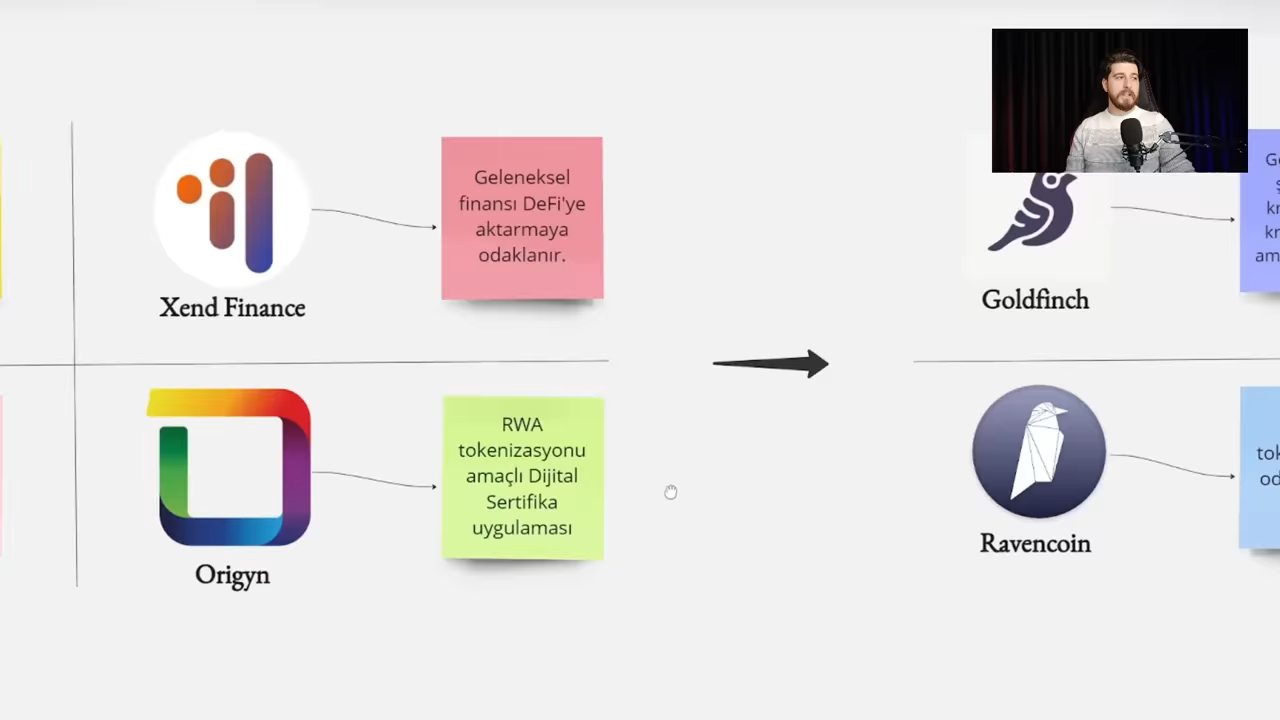 Xend Finance
Geleneksel
finansı DeFi'ye
aktarmaya
odaklanır.
Goldfinch
Origyn
RWA
tokenizasyonu
amaçlı Dijital
Sertifika
uygulaması
Ravencoin